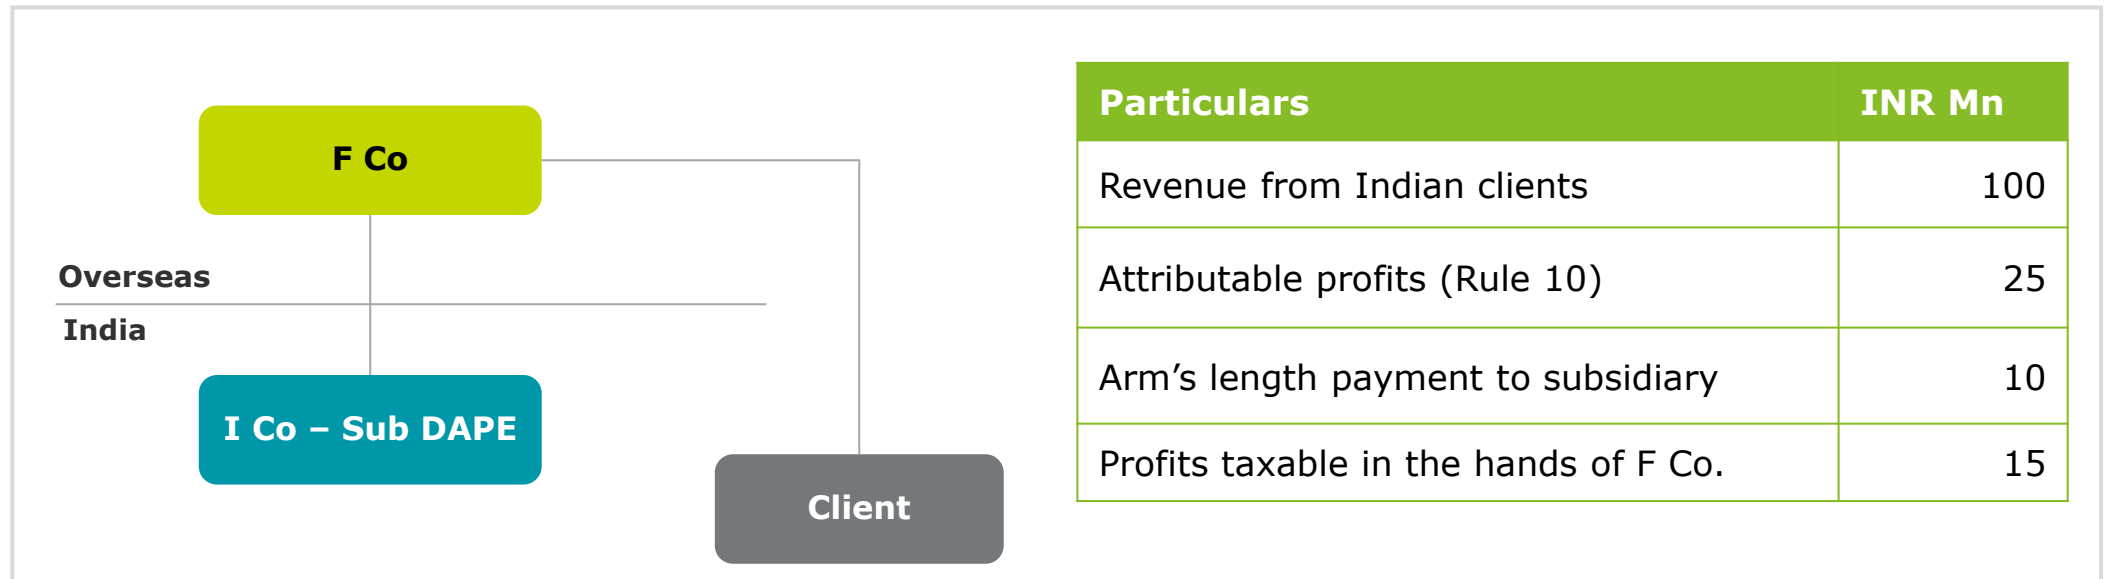 F Co
Overseas
India
I Co – Sub DAPE
Client
Particulars INR Mn
Revenue from Indian clients 100
Attributable profits (Rule 10) 25
Arm’s length payment to subsidiary 10
Profits taxable in the hands of F Co. 15